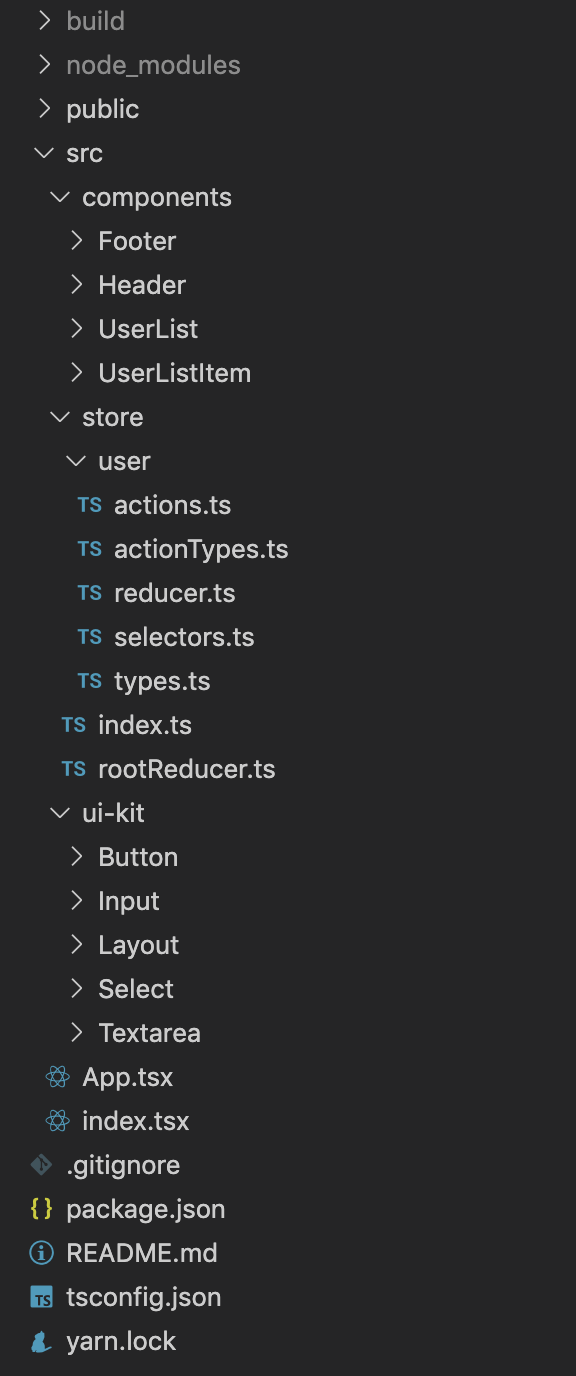 build
node_modules
public
src
components
Footer
Header
UserList
UserListItem
store
user
TS actions.ts
TS actionTypes.ts
TS reducer.ts
TS selectors.ts
TS types.ts
TS index.ts
TS rootReducer.ts
ui-kit
Button
Input
Layout
Select
Textarea
App.tsx
index.tsx
.gitignore
{} package.json
README.md
TS tsconfig.json
yarn.lock